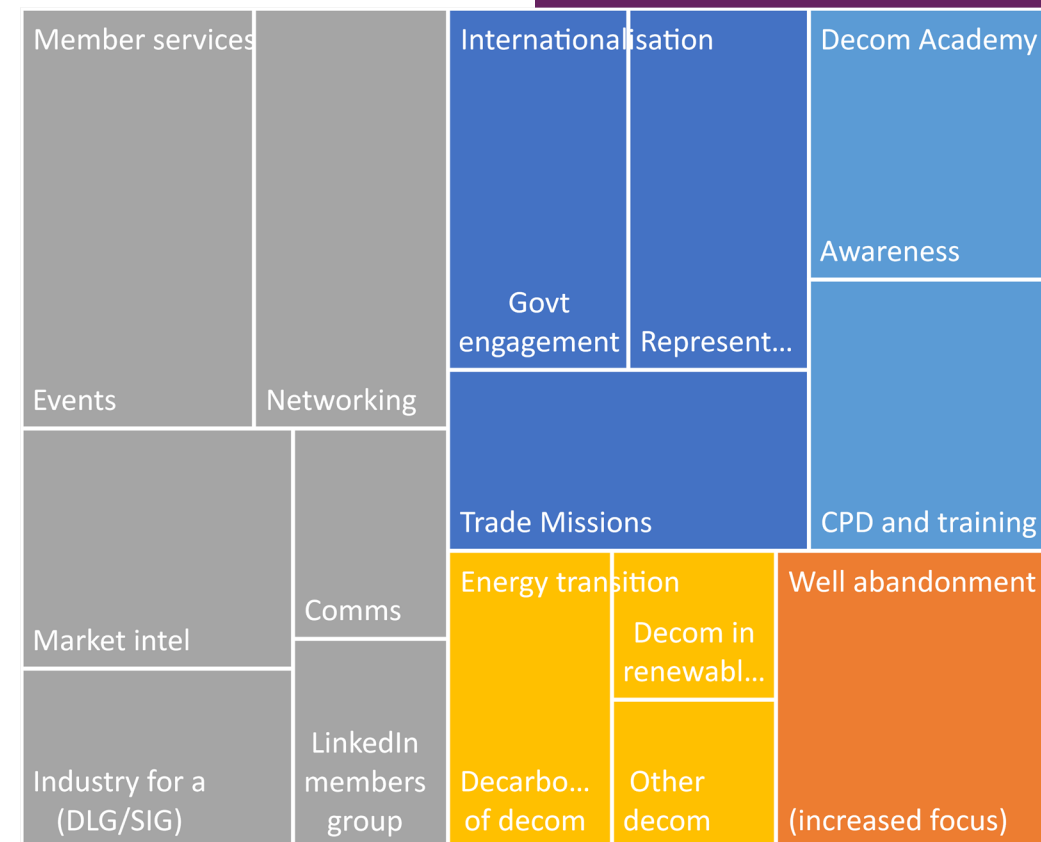 Member services
Events
Networking
Market intel
Comms
Industry for a
(DLG/SIG)
LinkedIn
members
group
Internationalisation
Govt
engagement
Represent...
Trade Missions
Decom Academy
Awareness
CPD and training
Energy transition
Decarbo...
of decom
Decom in
renewabl...
Other
decom
Well abandonment
(increased focus)